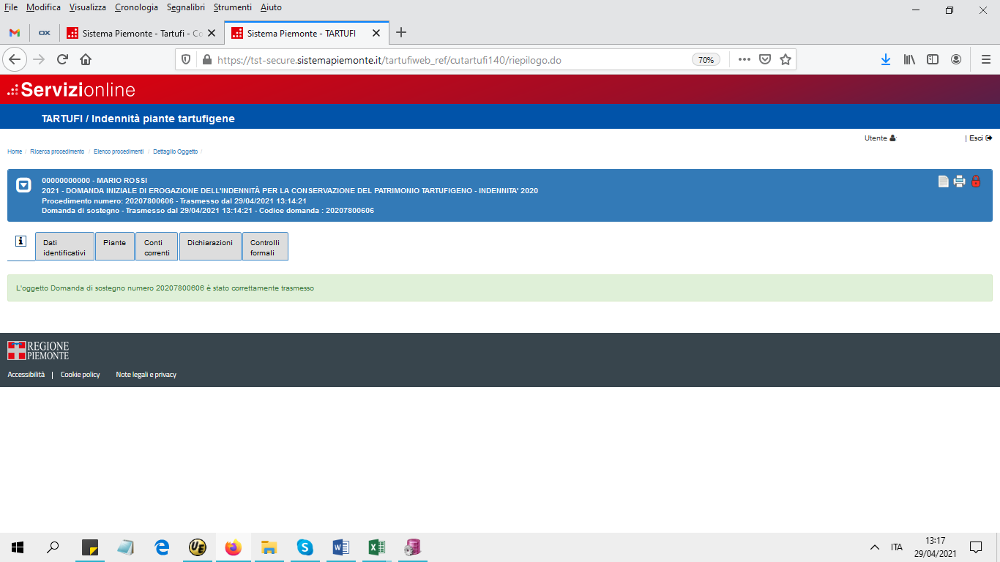 File Modifica Visualizza Cronologia Segnalibri Strumenti Aiuto
OX Sistema Piemonte - Tartufi - Co Sistema Piemonte - TARTUFI
https://tst-secure.sistemapiemonte.it/tartufiweb_ref/cutartufi140/riepilogo.do 70%
Servizionline
TARTUFI / Indennità piante tartufigene
Utente : | Esci
Home / Ricerca procedimento / Elenco procedimenti / Dettaglio Oggetto /
00000000000 - MARIO ROSSI
2021 - DOMANDA INIZIALE DI EROGAZIONE DELL'INDENNITÀ PER LA CONSERVAZIONE DEL PATRIMONIO TARTUFIGENO - INDENNITA' 2020
Procedimento numero: 20207800606 - Trasmesso dal 29/04/2021 13:14:21
Domanda di sostegno - Trasmesso dal 29/04/2021 13:14:21 - Codice domanda : 20207800606
i
Dati
identificativi
Piante
Conti
correnti
Dichiarazioni
Controlli
formali
L'oggetto Domanda di sostegno numero 20207800606 è stato correttamente trasmesso
REGIONE
PIEMONTE
Accessibilità | Cookie policy Note legali e privacy
UE
ITA
13:17
29/04/2021